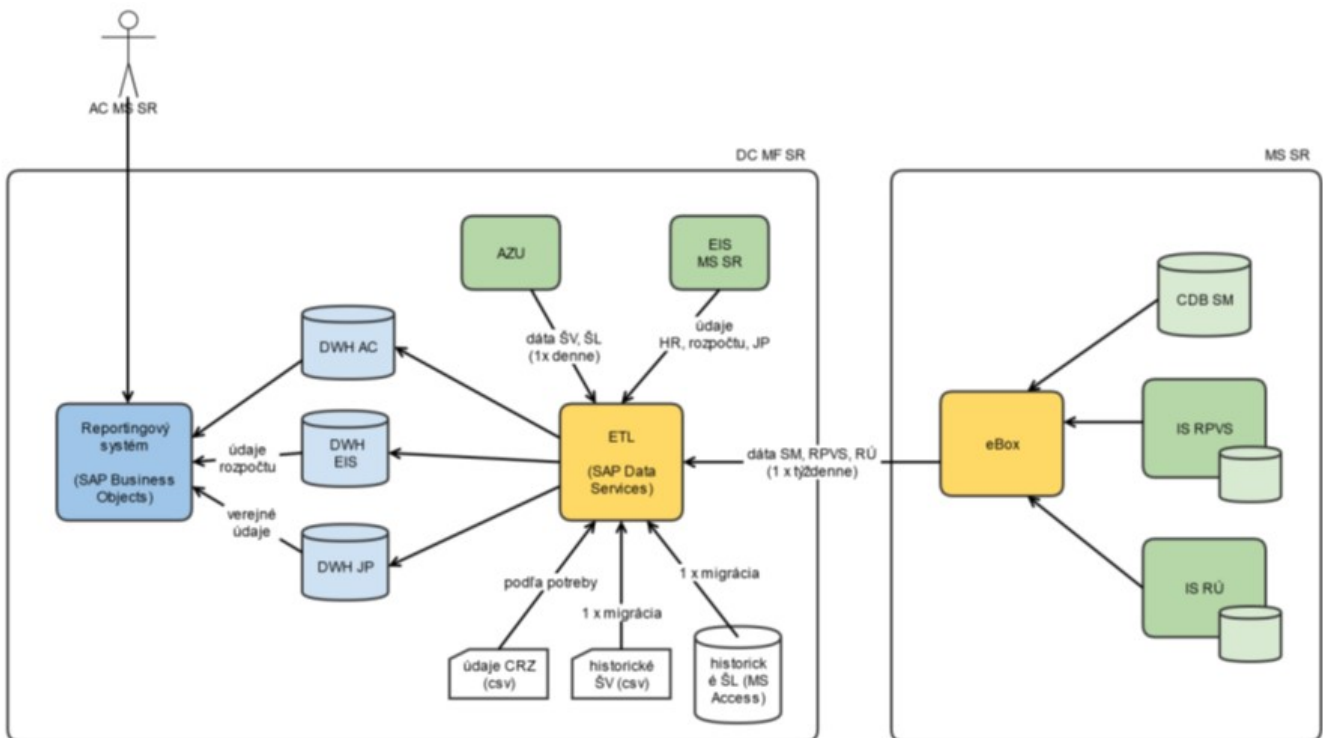 AC MS SR
DC MF SR
MS SR
AZU
EIS
MS SR
CDB SM
údaje
HR, rozpočtu, JP
dáta ŠV, ŠL
(1x denne)
DWH AC
Reportingový
systém
(SAP Business
Objects)
údaje
rozpočtu
DWH
EIS
ETL
(SAP Data
Services)
dáta SM, RPVS, RÚ
(1 x týždenne)
eBox
IS RPVS
verejné
údaje
DWH JP
podľa potreby
1 x migrácia
1 x migrácia
IS RÚ
údaje CRZ
(csv)
historické
ŠV (csv)
historick
é ŠL (MS
Access)